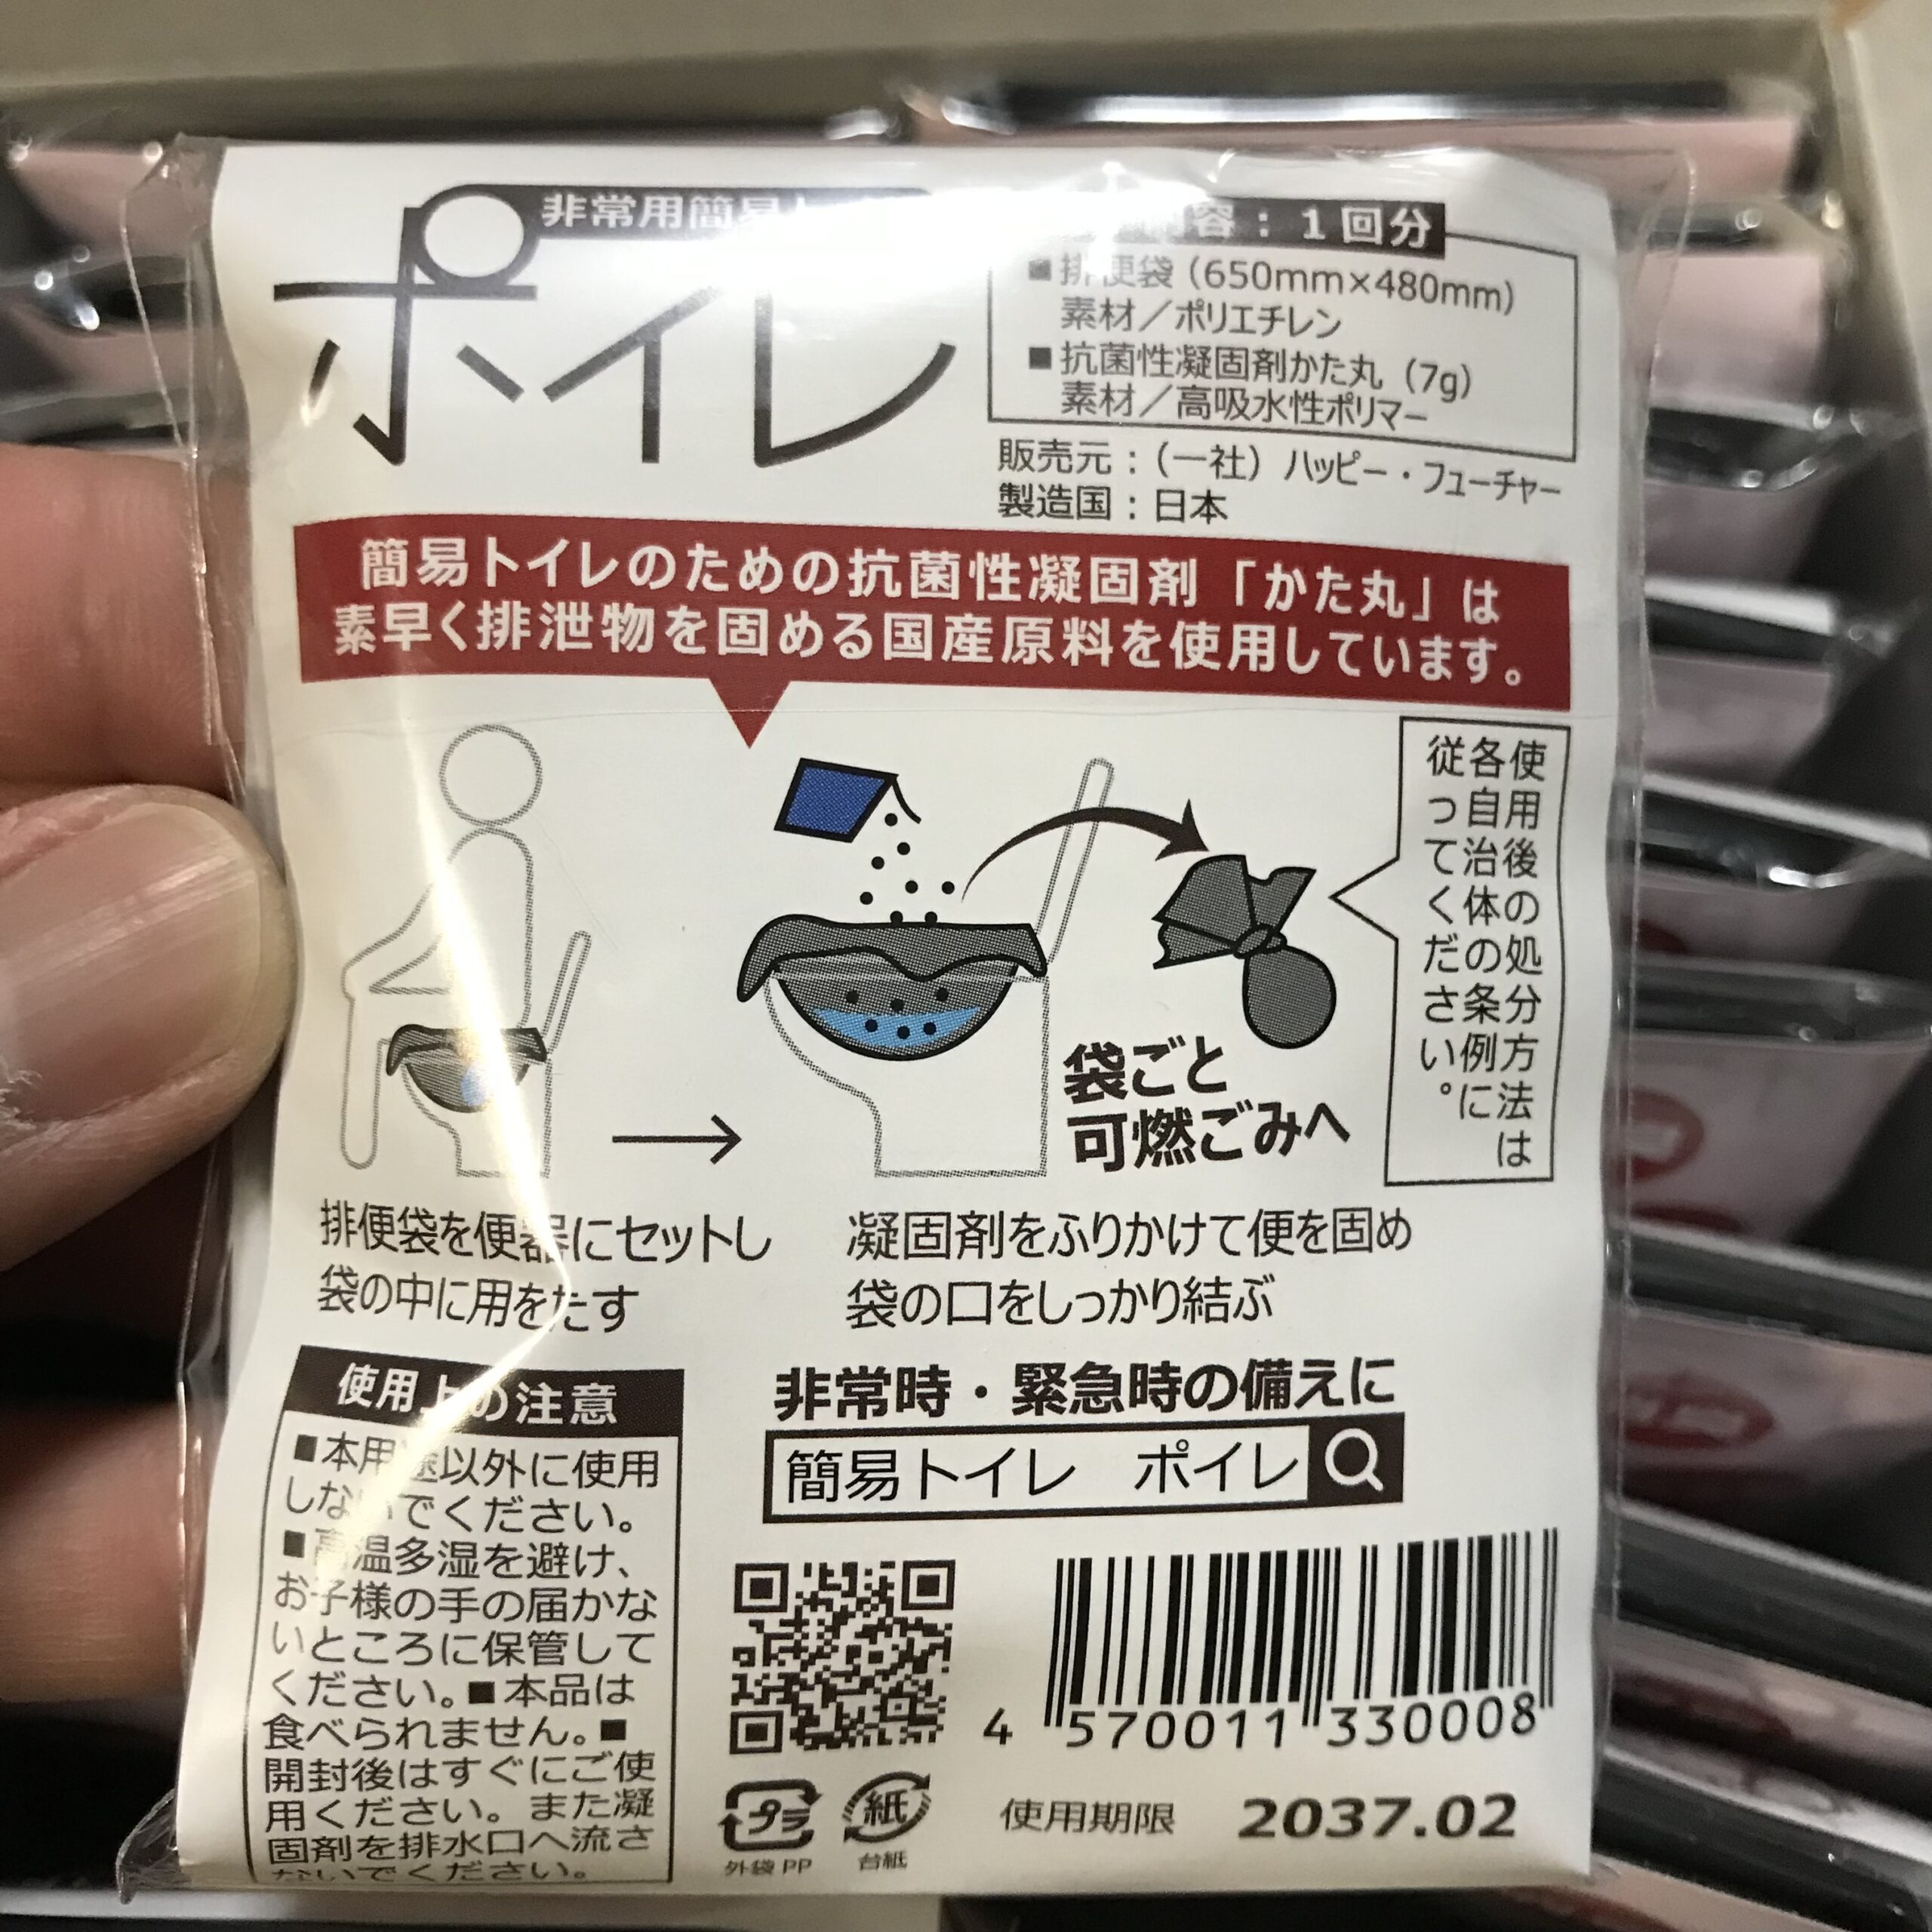 非常用簡易
ポイレ
容：1回分
■排便袋（650mm×480mm）
素材／ポリエチレン
■抗菌性凝固剤かた丸（7g）
素材／高吸水性ポリマー
販売元：（一社）ハッピー・フューチャー
製造国：日本
簡易トイレのための抗菌性凝固剤「かた丸」は
素早く排泄物を固める国産原料を使用しています。
使用後の処分方法は
各自治体の条例に
従ってください。
袋ごと
可燃ごみへ
排便袋を便器にセットし
袋の中に用をたす
凝固剤をふりかけて便を固め
袋の口をしっかり結ぶ
使用上の注意
■本用途以外に使用
しないでください。
■高温多湿を避け、
お子様の手の届かな
いところに保管して
ください。■本品は
食べられません。■
開封後はすぐにご使
用ください。また凝
固剤を排水口へ流さ
ないでください。
非常時・緊急時の備えに
簡易トイレ　ポイレ
4 570011 330008
プラ
外袋 PP
紙
台紙
使用期限 2037.02